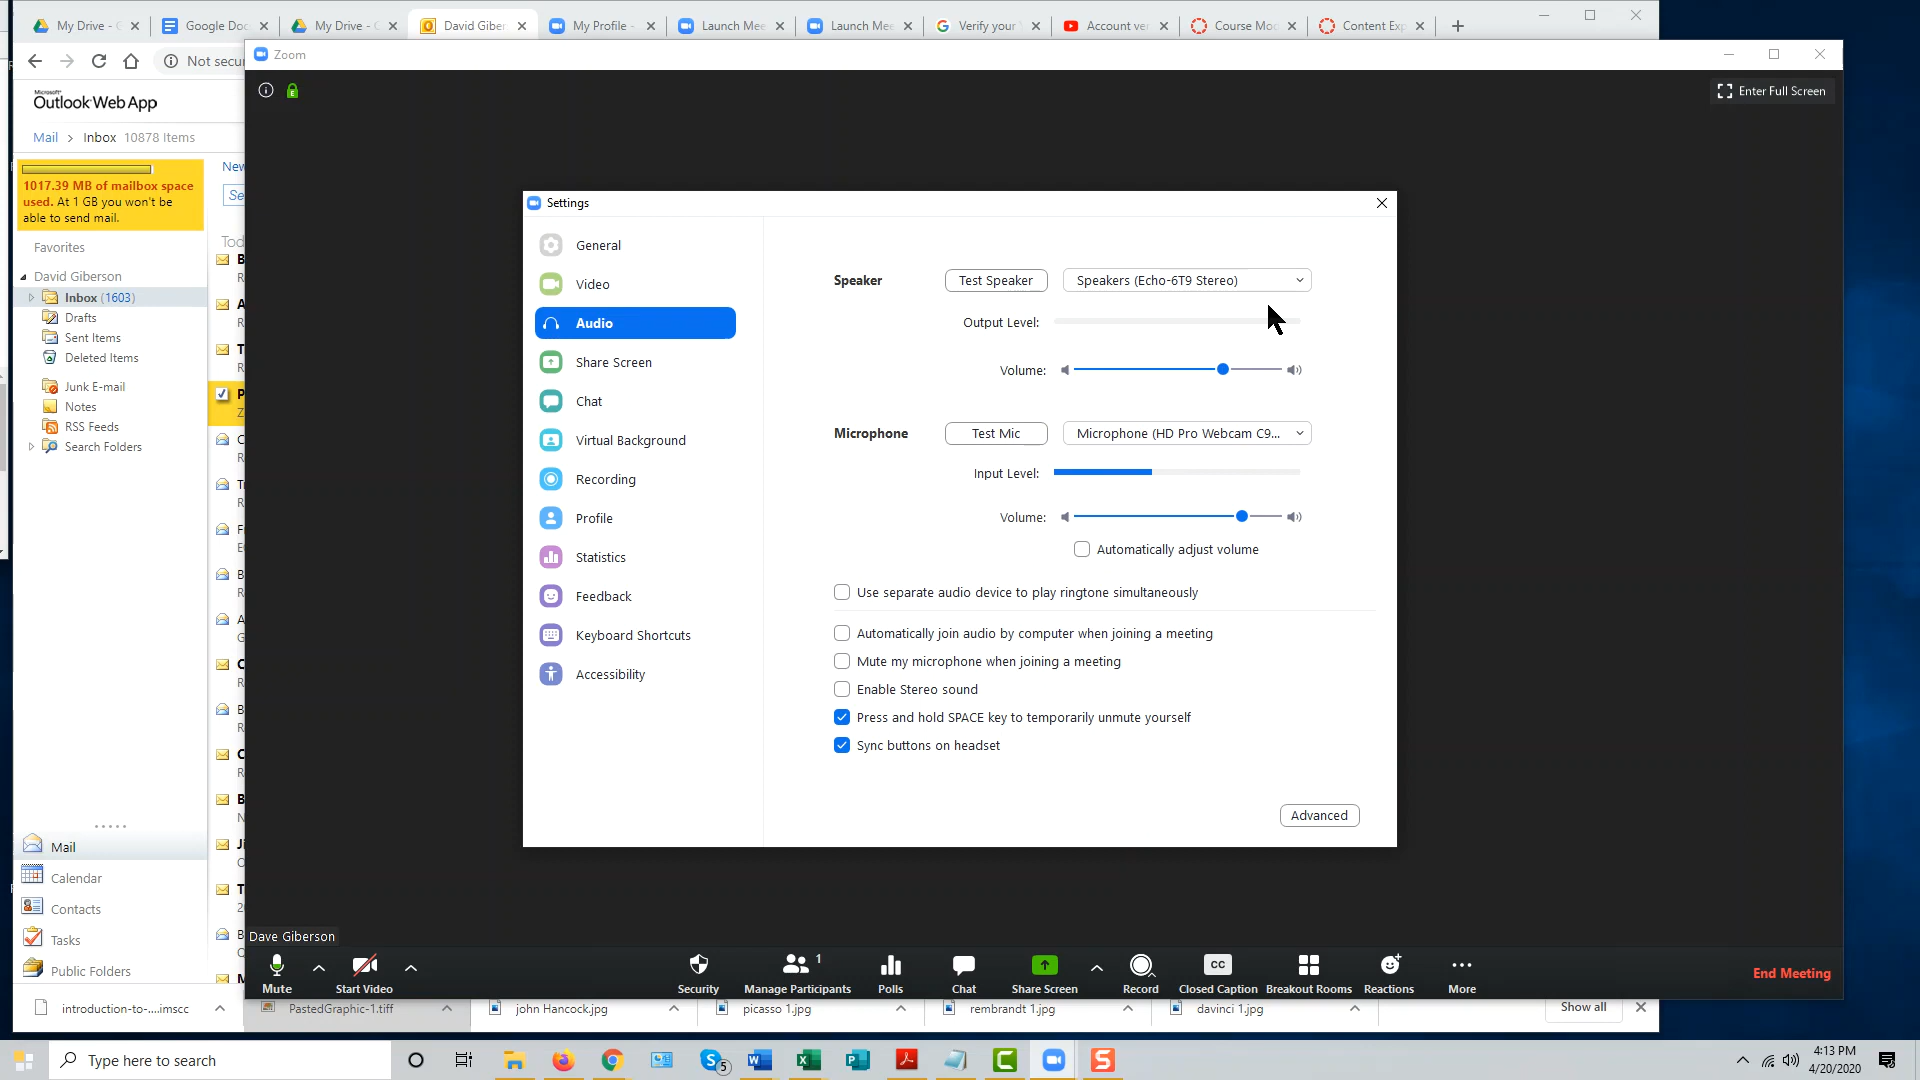 My Drive - G
Google Doc
My Drive - G
David Giber
My Profile -
Launch Mee
Launch Mee
Verify your
Account ver
Course Mod
Content Exp
Not secu
Zoom
Enter Full Screen
Microsoft
Outlook Web App
Mail > Inbox 10878 Items
1017.39 MB of mailbox space
used. At 1 GB you won't be
able to send mail.
New
Se
Favorites
Tod
David Giberson
Inbox (1603)
Drafts
Sent Items
Deleted Items
Junk E-mail
Notes
RSS Feeds
Search Folders
Mail
Calendar
Contacts
Tasks
Public Folders
Settings
General
Video
Audio
Share Screen
Chat
Virtual Background
Recording
Profile
Statistics
Feedback
Keyboard Shortcuts
Accessibility
Speaker
Test Speaker
Speakers (Echo-6T9 Stereo)
Output Level:
Volume:
Microphone
Test Mic
Microphone (HD Pro Webcam C9...
Input Level:
Volume:
Automatically adjust volume
Use separate audio device to play ringtone simultaneously
Automatically join audio by computer when joining a meeting
Mute my microphone when joining a meeting
Enable Stereo sound
Press and hold SPACE key to temporarily unmute yourself
Sync buttons on headset
Advanced
Dave Giberson
Mute
Start Video
Security
1
Manage Participants
Polls
Chat
Share Screen
Record
CC
Closed Caption
Breakout Rooms
Reactions
More
End Meeting
introduction-to-....imscc
PastedGraphic-1.tiff
john Hancock.jpg
picasso 1.jpg
rembrandt 1.jpg
davinci 1.jpg
Show all
Type here to search
5
4:13 PM
4/20/2020